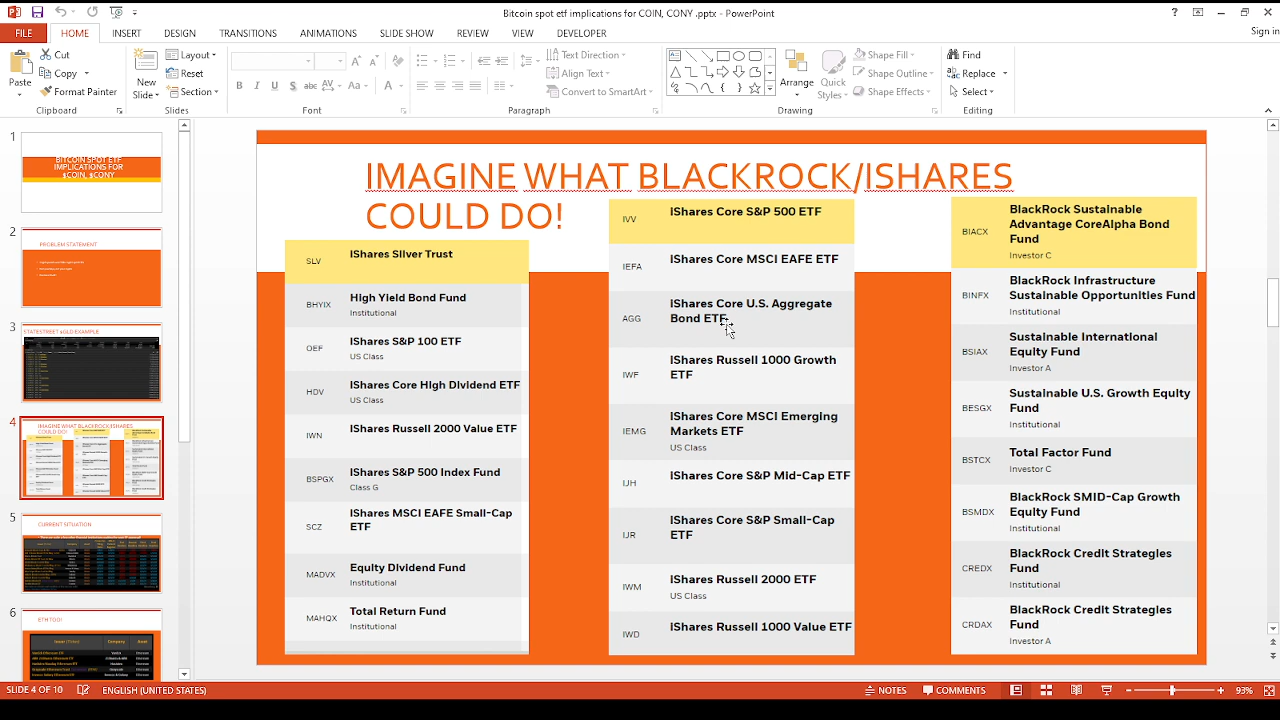 Bitcoin spot etf implications for COIN, CONY .pptx - PowerPoint
FILE HOME INSERT DESIGN TRANSITIONS ANIMATIONS SLIDE SHOW REVIEW VIEW DEVELOPER Sign in
Paste
Cut
Copy
Format Painter
Clipboard
New
Slide
Layout
Reset
Section
Slides
Font
Text Direction
Align Text
Convert to SmartArt
Paragraph
Arrange
Quick
Styles
Shape Fill
Shape Outline
Shape Effects
Drawing
Find
Replace
Select
Editing
1
BITCOIN SPOT ETF
IMPLICATIONS FOR
$COIN, $CONY
2
PROBLEM STATEMENT
3
STATESTREET $GLD EXAMPLE
4
IMAGINE WHAT BLACKROCK/ISHARES
COULD DO!
5
CURRENT SITUATION
6
ETH TOO!
IMAGINE WHAT BLACKROCK/ISHARES
COULD DO!
SLV iShares Silver Trust
BHYIX High Yield Bond Fund
Institutional
OEF iShares S&P 100 ETF
US Class
HDV iShares Core High Dividend ETF
US Class
IWN iShares Russell 2000 Value ETF
BSPGX iShares S&P 500 Index Fund
Class G
SCZ iShares MSCI EAFE Small-Cap
ETF
MADVX Equity Dividend Fund
Institutional
MAHQX Total Return Fund
Institutional
IVV iShares Core S&P 500 ETF
IEFA iShares Core MSCI EAFE ETF
AGG iShares Core U.S. Aggregate
Bond ETF
IWF iShares Russell 1000 Growth
ETF
IEMG iShares Core MSCI Emerging
Markets ETF
US Class
IJH iShares Core S&P Mid-Cap ETF
IJR iShares Core S&P Small-Cap
ETF
IWM iShares Russell 2000 ETF
US Class
IWD iShares Russell 1000 Value ETF
BIACX BlackRock Sustainable
Advantage CoreAlpha Bond
Fund
Investor C
BINFX BlackRock Infrastructure
Sustainable Opportunities Fund
Institutional
BSIAX Sustainable International
Equity Fund
Investor A
BESGX Sustainable U.S. Growth Equity
Fund
Institutional
BSTCX Total Factor Fund
Investor C
BSMDX BlackRock SMID-Cap Growth
Equity Fund
Institutional
CREDX BlackRock Credit Strategies
Fund
Institutional
CRDAX BlackRock Credit Strategies
Fund
Investor A
SLIDE 4 OF 10 ENGLISH (UNITED STATES) NOTES COMMENTS 93%